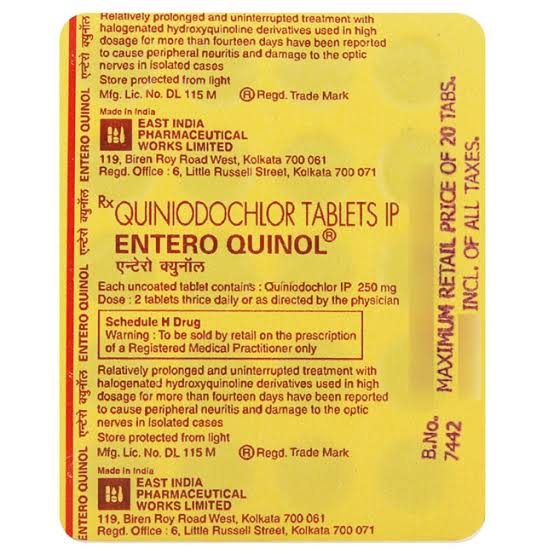 Relatively prolonged and uninterrupted treatment with
halogenated hydroxyquinoline derivatives used in high
dosage for more than fourteen days have been reported
to cause peripheral neuritis and damage to the optic
nerves in isolated cases
Store protected from light
Mfg. Lic. No. DL 115 M ® Regd. Trade Mark
Made in India
EAST INDIA
PHARMACEUTICAL
WORKS LIMITED
119, Biren Roy Road West, Kolkata 700 061
Regd. Office : 6, Little Russell Street, Kolkata 700 071
Rx QUINIODOCHLOR TABLETS IP
ENTERO QUINOL®
एन्टेरो क्युनॉल
Each uncoated tablet contains : Quiniodochlor IP 250 mg
Dose : 2 tablets thrice daily or as directed by the physician
Schedule H Drug
Warning : To be sold by retail on the prescription
of a Registered Medical Practitioner only
Relatively prolonged and uninterrupted treatment with
halogenated hydroxyquinoline derivatives used in high
dosage for more than fourteen days have been reported
to cause peripheral neuritis and damage to the optic
nerves in isolated cases
Store protected from light
Mfg. Lic. No. DL 115 M ® Regd. Trade Mark
Made in India
EAST INDIA
PHARMACEUTICAL
WORKS LIMITED
119, Biren Roy Road West, Kolkata 700 061
Regd. Office : 6, Little Russell Street, Kolkata 700 071
ENTERO QUINOL एन्टेरो क्युनॉल ENTERO QUINOL एन्टेरो क्युनॉल ENTERO QUINOL एन्टेरो क्युनॉल
MAXIMUM RETAIL PRICE OF 20 TABS.
INCL. OF ALL TAXES.
B.No.
7442